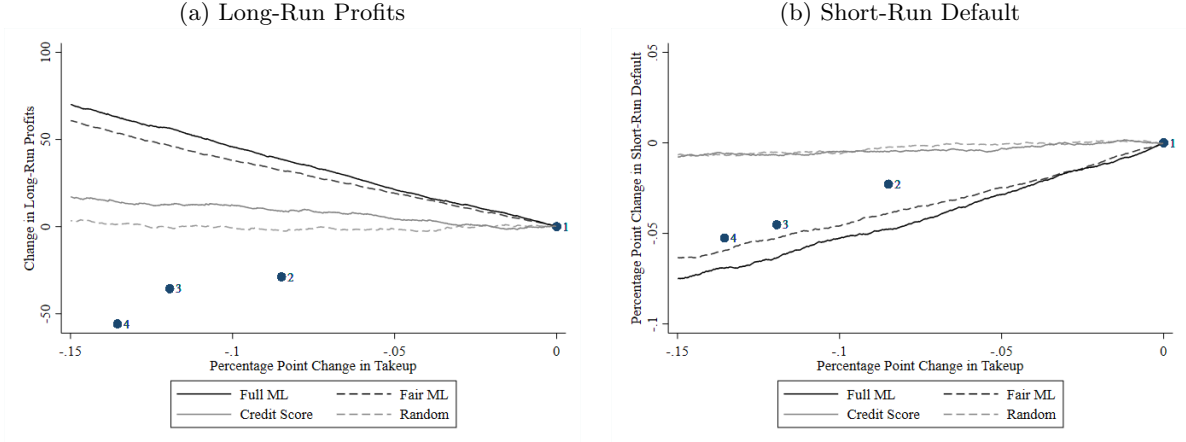 (a) Long-Run Profits
Change in Long-Run Profits
100
50
0
-50
1
2
3
4
-.15
-.1
-.05
0
Percentage Point Change in Takeup
Full ML
Fair ML
Credit Score
Random
(b) Short-Run Default
Percentage Point Change in Short-Run Default
.05
0
-.05
-.1
1
2
3
4
-.15
-.1
-.05
0
Percentage Point Change in Takeup
Full ML
Fair ML
Credit Score
Random